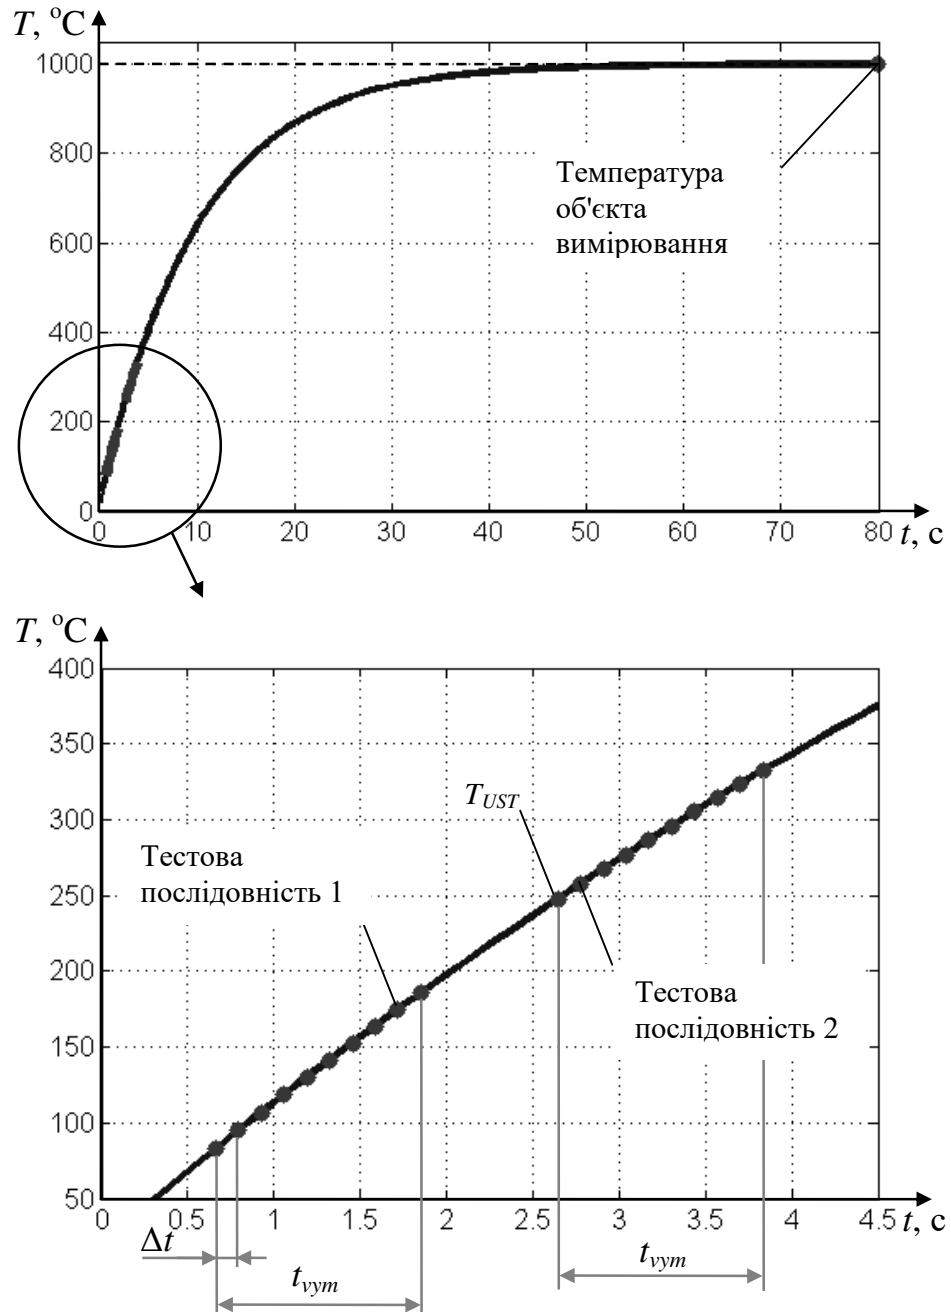 T, °C
1000
800
600
400
200
0
Температура
об'єкта
вимірювання
0 10 20 30 40 50 60 70 80 t, с
T, °C
400
350
300
250
200
150
100
50
T_UST
Тестова
послідовність 1
Тестова
послідовність 2
0 0.5 1 1.5 2 2.5 3 3.5 4 4.5 t, с
Δt
t_vym
t_vym